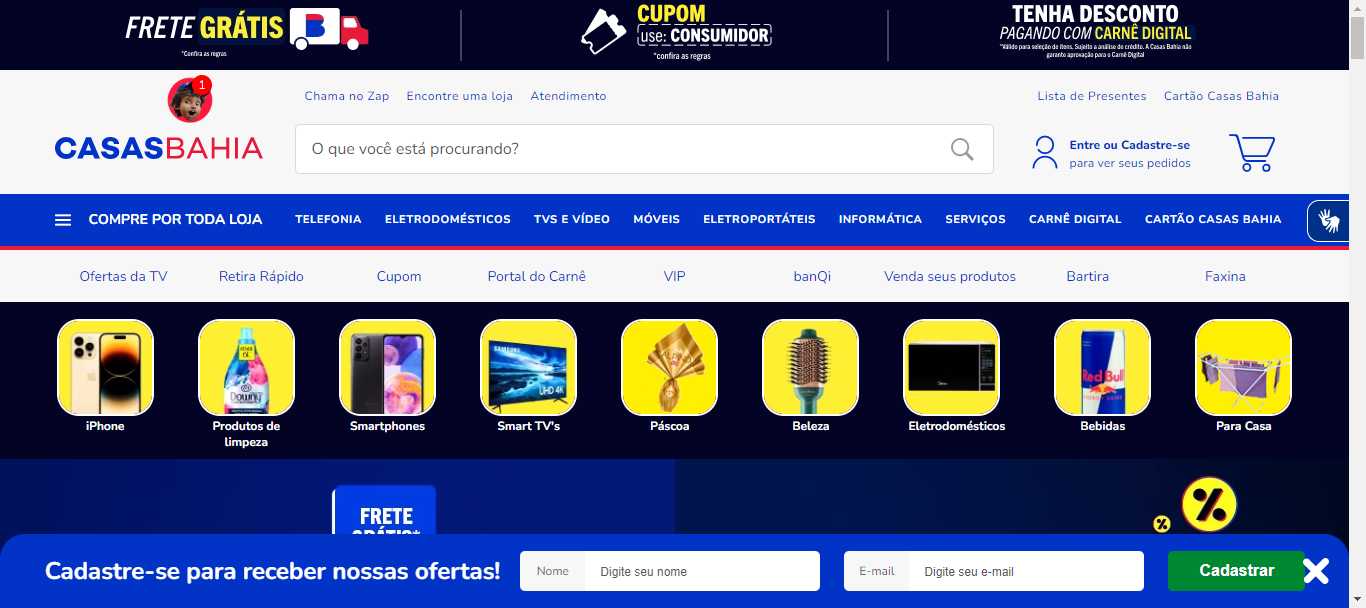 FRETE GRÁTIS
*Confira as regras
CUPOM
use: CONSUMIDOR
*confira as regras
TENHA DESCONTO
PAGANDO COM CARNÊ DIGITAL
*Válido para seleção de itens. Sujeito a análise de crédito. A Casas Bahia não
garante aprovação para o Carnê Digital
1
CASASBAHIA
Chama no Zap
Encontre uma loja
Atendimento
Lista de Presentes
Cartão Casas Bahia
O que você está procurando?
Entre ou Cadastre-se
para ver seus pedidos
COMPRE POR TODA LOJA
TELEFONIA
ELETRODOMÉSTICOS
TVS E VÍDEO
MÓVEIS
ELETROPORTÁTEIS
INFORMÁTICA
SERVIÇOS
CARNÊ DIGITAL
CARTÃO CASAS BAHIA
Ofertas da TV
Retira Rápido
Cupom
Portal do Carnê
VIP
banQi
Venda seus produtos
Bartira
Faxina
Downy
SAMSUNG
UHD 4K
Red Bull
iPhone
Produtos de
limpeza
Smartphones
Smart TV's
Páscoa
Beleza
Eletrodomésticos
Bebidas
Para Casa
FRETE
GRÁTIS*
%
%
Cadastre-se para receber nossas ofertas!
Nome
Digite seu nome
E-mail
Digite seu e-mail
Cadastrar